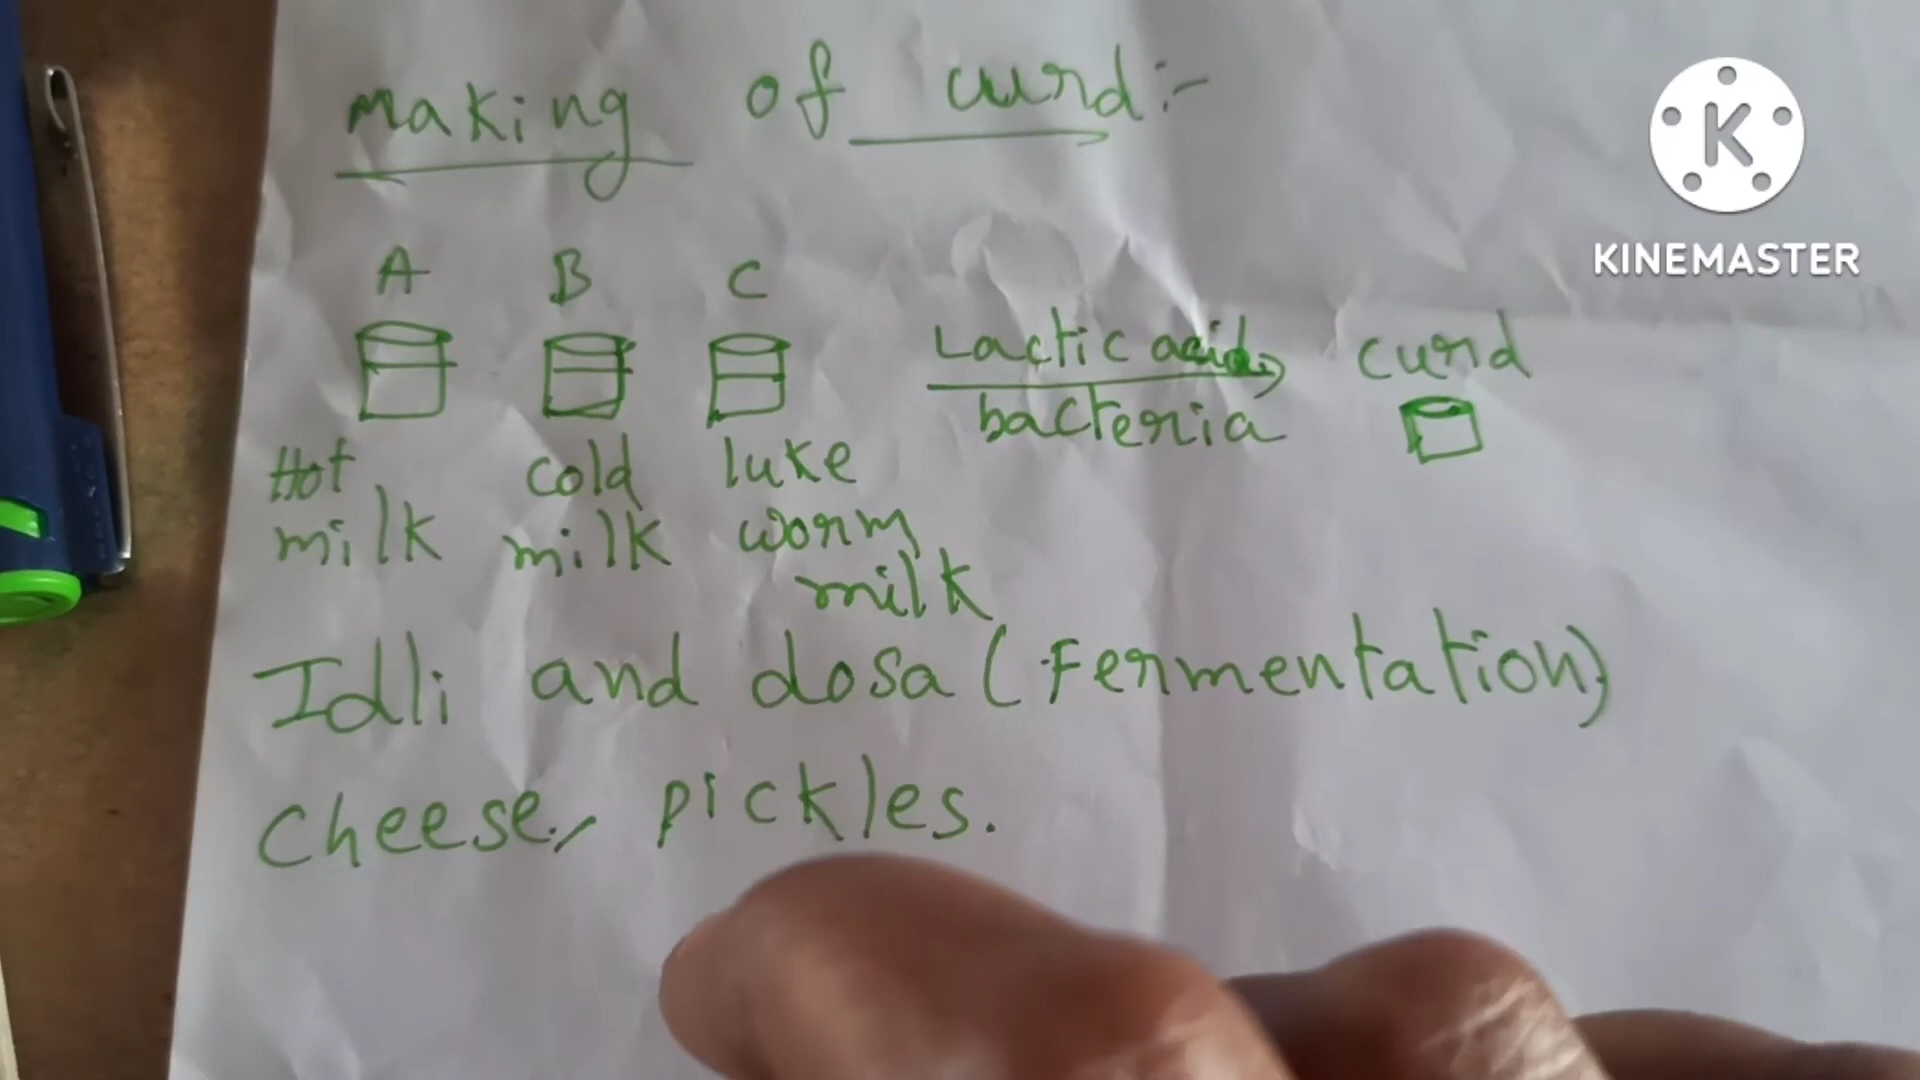 Making of curd:-
A B C
Lactic acid curd
bacteria
Hot cold luke
milk milk worm
milk
Idli and dosa (Fermentation)
Cheese, pickles.
K
KINEMASTER